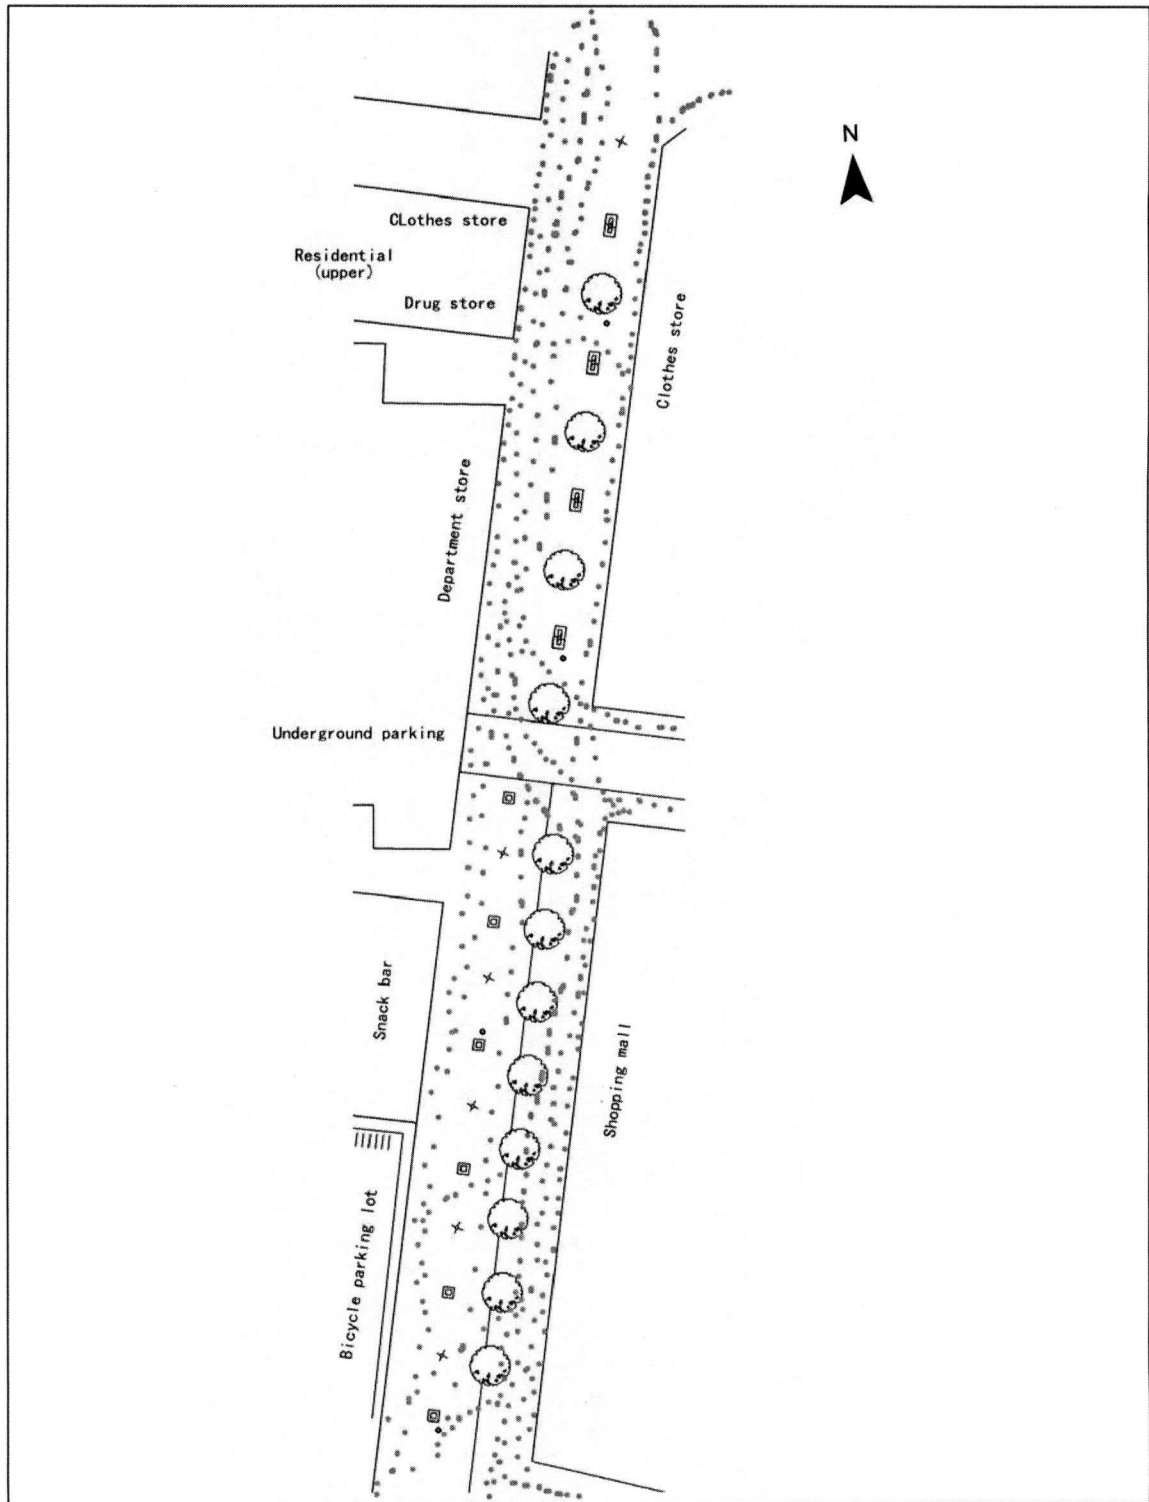 N
CLothes store
Residential
(upper)
Drug store
Clothes store
Department store
Underground parking
Snack bar
Shopping mall
Bicycle parking lot